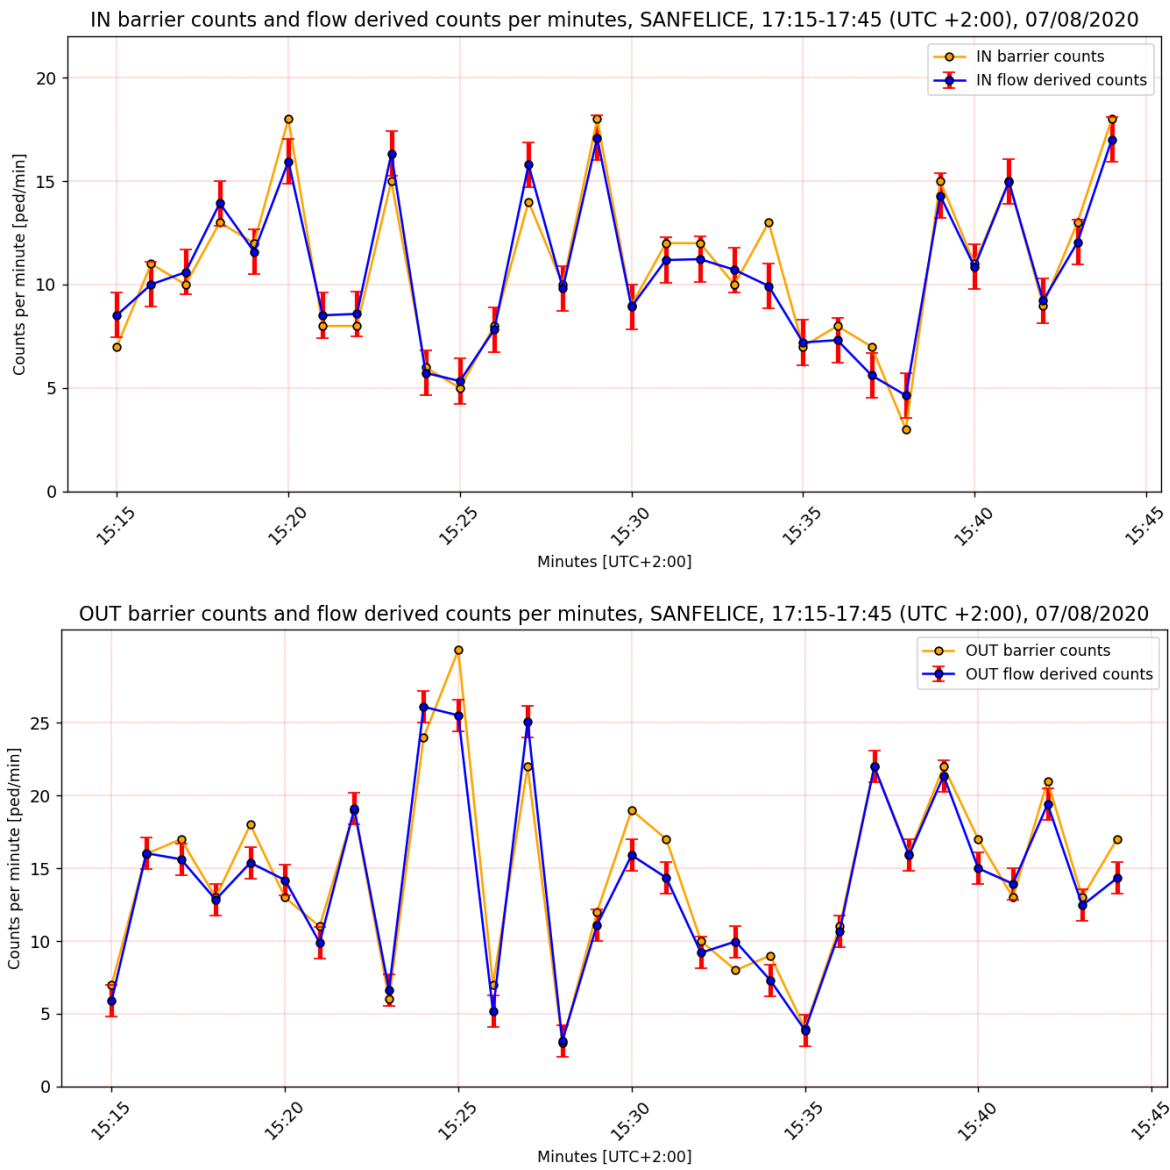 IN barrier counts and flow derived counts per minutes, SANFELICE, 17:15-17:45 (UTC +2:00), 07/08/2020
IN barrier counts
IN flow derived counts
Counts per minute [ped/min]
20
15
10
5
0
15:15
15:20
15:25
15:30
15:35
15:40
15:45
Minutes [UTC+2:00]
OUT barrier counts and flow derived counts per minutes, SANFELICE, 17:15-17:45 (UTC +2:00), 07/08/2020
OUT barrier counts
OUT flow derived counts
Counts per minute [ped/min]
25
20
15
10
5
0
15:15
15:20
15:25
15:30
15:35
15:40
15:45
Minutes [UTC+2:00]